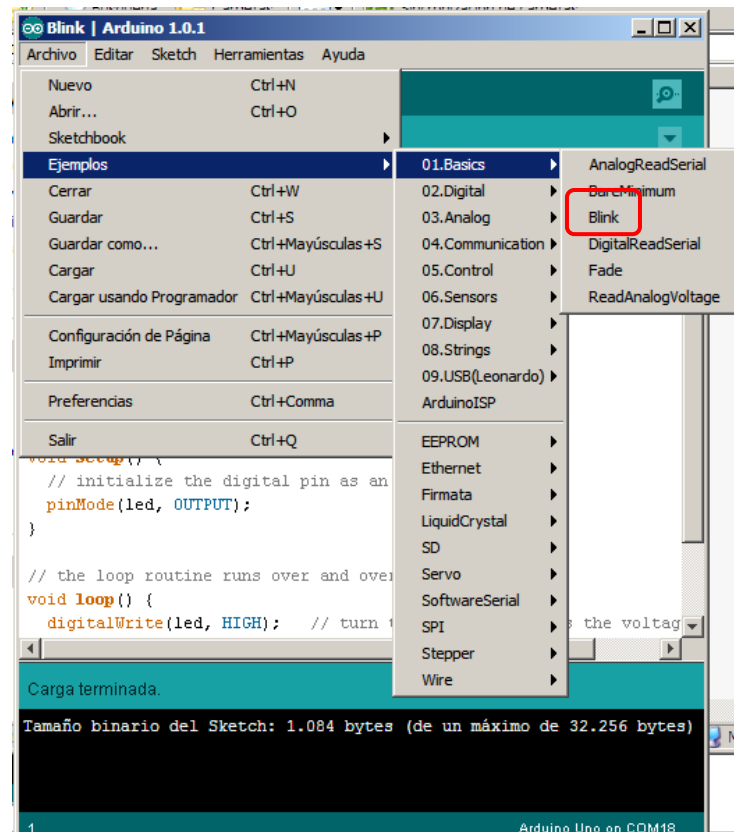 Blink | Arduino 1.0.1
Archivo Editar Sketch Herramientas Ayuda
Nuevo Ctrl+N
Abrir... Ctrl+O
Sketchbook
Ejemplos
Cerrar Ctrl+W
Guardar Ctrl+S
Guardar como... Ctrl+Mayúsculas+S
Cargar Ctrl+U
Cargar usando Programador Ctrl+Mayúsculas+U
Configuración de Página Ctrl+Mayúsculas+P
Imprimir Ctrl+P
Preferencias Ctrl+Comma
Salir Ctrl+Q
01.Basics
02.Digital
03.Analog
04.Communication
05.Control
06.Sensors
07.Display
08.Strings
09.USB(Leonardo)
ArduinoISP
EEPROM
Ethernet
Firmata
LiquidCrystal
SD
Servo
SoftwareSerial
SPI
Stepper
Wire
AnalogReadSerial
BareMinimum
Blink
DigitalReadSerial
Fade
ReadAnalogVoltage
void setup() {
// initialize the digital pin as an
pinMode(led, OUTPUT);
}
// the loop routine runs over and over
void loop() {
digitalWrite(led, HIGH); // turn the voltag
Carga terminada.
Tamaño binario del Sketch: 1.084 bytes (de un máximo de 32.256 bytes)
1 Arduino Uno on COM18